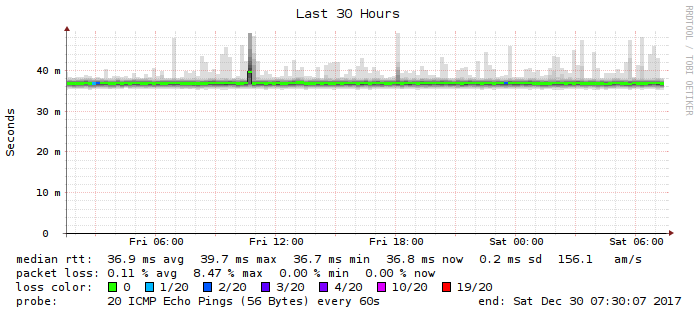 Last 30 Hours
RRDTOOL / TOBI OETIKER
Seconds
40 m
30 m
20 m
10 m
0
Fri 06:00 Fri 12:00 Fri 18:00 Sat 00:00 Sat 06:00
median rtt: 36.9 ms avg 39.7 ms max 36.7 ms min 36.8 ms now 0.2 ms sd 156.1 am/s
packet loss: 0.11 % avg 8.47 % max 0.00 % min 0.00 % now
loss color: 0 1/20 2/20 3/20 4/20 10/20 19/20
probe: 20 ICMP Echo Pings (56 Bytes) every 60s end: Sat Dec 30 07:30:07 2017